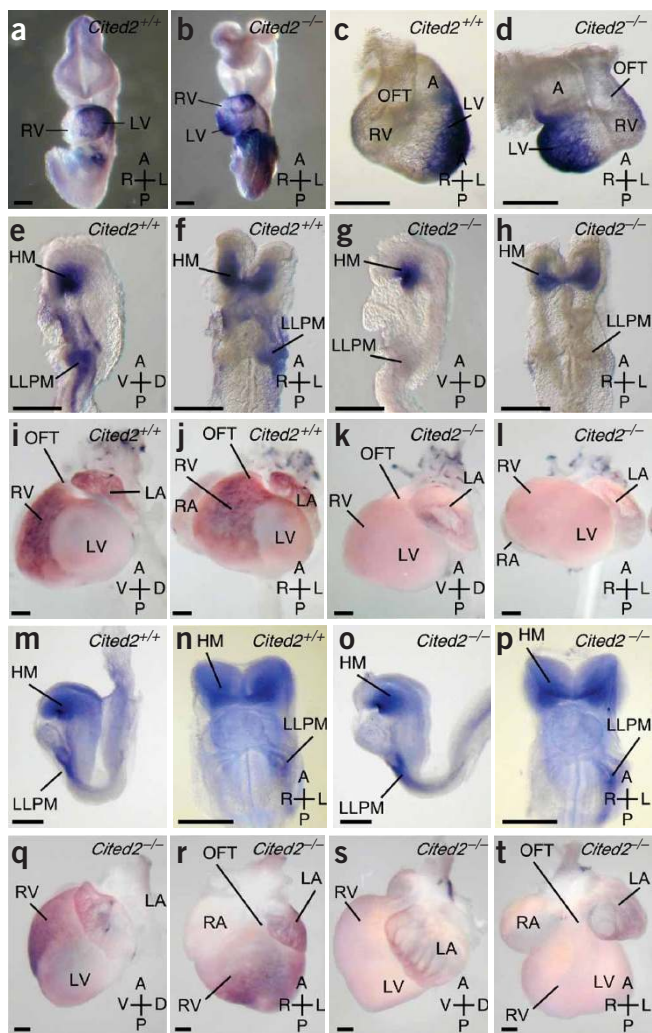 a Cited2+/+
RV LV
A
R L
P
b Cited2−/−
RV
LV
A
R L
P
c Cited2+/+
A
OFT
RV LV
A
R L
P
d Cited2−/−
A OFT
RV
LV
A
R L
P
e Cited2+/+
HM
LLPM
A
V D
P
f Cited2+/+
HM
LLPM
A
R L
P
g Cited2−/−
HM
LLPM
A
V D
P
h Cited2−/−
HM
LLPM
A
R L
P
i Cited2+/+
OFT
RV LA
LV
A
V D
P
j Cited2+/+
OFT
RV
RA LA
LV
A
R L
P
k Cited2−/−
OFT
RV LA
LV
A
V D
P
l Cited2−/−
RV
LA
LV
RA
A
R L
P
m Cited2+/+
HM
LLPM
A
V D
P
n Cited2+/+
HM
LLPM
A
R L
P
o Cited2−/−
HM
LLPM
A
V D
P
p Cited2−/−
HM
LLPM
A
R L
P
q Cited2−/−
RV LA
LV
A
V D
P
r Cited2−/−
OFT
LA
RA
RV
A
R L
P
s Cited2−/−
RV
LA
LV
A
V D
P
t Cited2−/−
OFT
LA
RA
LV
RV
A
R L
P